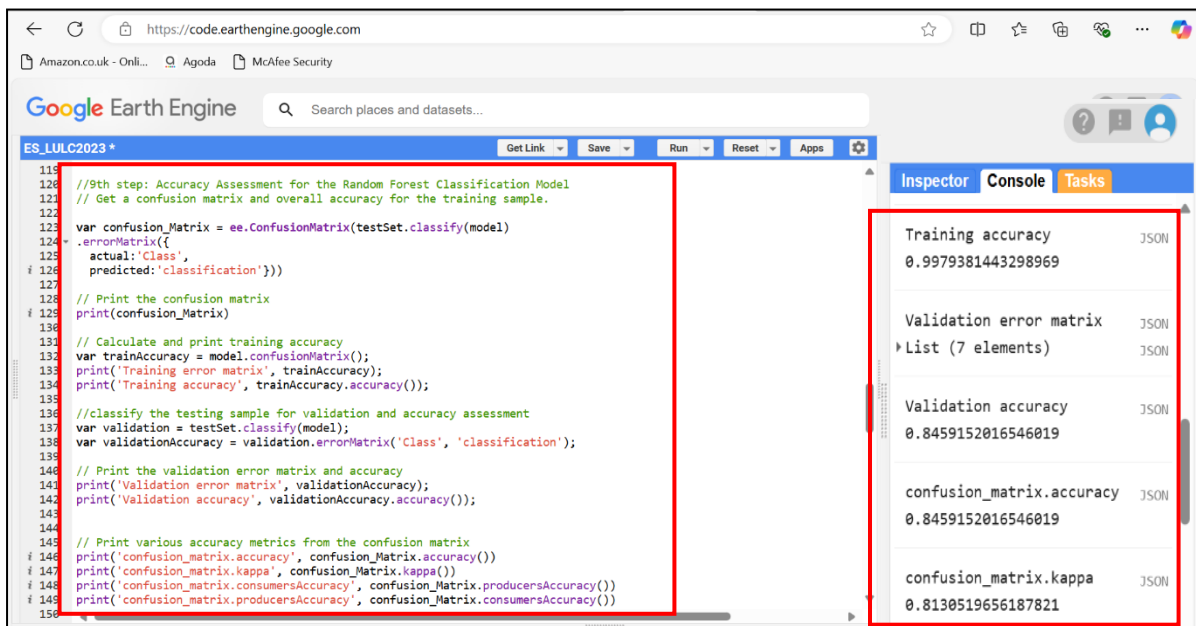 https://code.earthengine.google.com
Amazon.co.uk - Onli... Agoda McAfee Security
Google Earth Engine
Search places and datasets...
ES_LULC2023 *
Get Link Save Run Reset Apps
119
120 //9th step: Accuracy Assessment for the Random Forest Classification Model
121 // Get a confusion matrix and overall accuracy for the training sample.
122
123 var confusion_Matrix = ee.ConfusionMatrix(testSet.classify(model)
124 .errorMatrix({
125 actual:'Class',
i 126 predicted:'classification'}))
127
128 // Print the confusion matrix
i 129 print(confusion_Matrix)
130
131 // Calculate and print training accuracy
132 var trainAccuracy = model.confusionMatrix();
133 print('Training error matrix', trainAccuracy);
134 print('Training accuracy', trainAccuracy.accuracy());
135
136 //classify the testing sample for validation and accuracy assessment
137 var validation = testSet.classify(model);
138 var validationAccuracy = validation.errorMatrix('Class', 'classification');
139
140 // Print the validation error matrix and accuracy
141 print('Validation error matrix', validationAccuracy);
142 print('Validation accuracy', validationAccuracy.accuracy());
143
144
145 // Print various accuracy metrics from the confusion matrix
i 146 print('confusion_matrix.accuracy', confusion_Matrix.accuracy())
i 147 print('confusion_matrix.kappa', confusion_Matrix.kappa())
i 148 print('confusion_matrix.consumersAccuracy', confusion_Matrix.producersAccuracy())
i 149 print('confusion_matrix.producersAccuracy', confusion_Matrix.consumersAccuracy())
150
Inspector Console Tasks
Training accuracy JSON
0.9979381443298969
Validation error matrix JSON
List (7 elements) JSON
Validation accuracy JSON
0.8459152016546019
confusion_matrix.accuracy JSON
0.8459152016546019
confusion_matrix.kappa JSON
0.8130519656187821